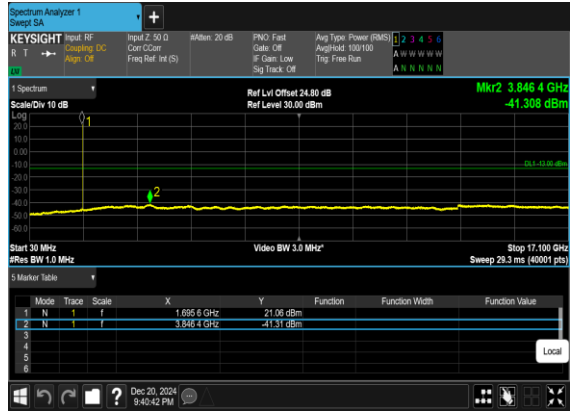 Spectrum Analyzer 1
Swept SA
+
KEYSIGHT
R T
LXI
Input: RF
Coupling: DC
Align: Off
Input Z: 50 Ω
Corr CCorr
Freq Ref: Int (S)
#Atten: 20 dB
PNO: Fast
Gate: Off
IF Gain: Low
Sig Track: Off
Avg Type: Power (RMS)
Avg|Hold: 100/100
Trig: Free Run
1 2 3 4 5 6
A W W W W W
A N N N N N
1 Spectrum
Scale/Div 10 dB
Ref Lvl Offset 24.80 dB
Ref Level 30.00 dBm
Mkr2 3.846 4 GHz
-41.308 dBm
Log
20.0
10.0
0.00
-10.0
-20.0
-30.0
-40.0
-50.0
-60.0
1
2
DL1 -13.00 dBm
Start 30 MHz
#Res BW 1.0 MHz
Video BW 3.0 MHz*
Stop 17.100 GHz
Sweep 29.3 ms (40001 pts)
5 Marker Table
Mode Trace Scale X Y Function Function Width Function Value
1 N 1 f 1.695 6 GHz 21.06 dBm
2 N 1 f 3.846 4 GHz -41.31 dBm
3
4
5
6
Local
?
Dec 20, 2024
9:40:42 PM